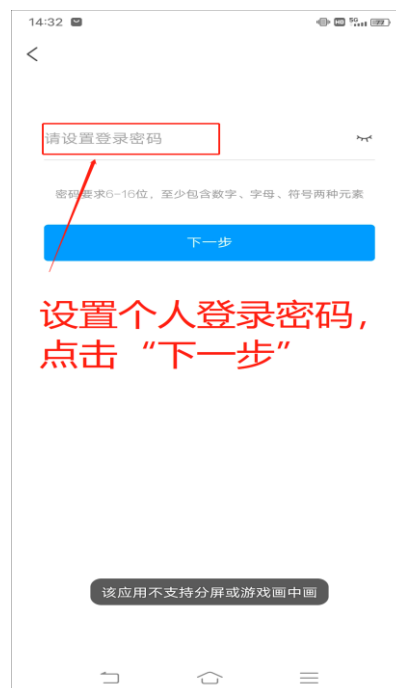 14:32
5G
请设置登录密码
密码要求6-16位，至少包含数字、字母、符号两种元素
下一步
设置个人登录密码，
点击“下一步”
该应用不支持分屏或游戏画中画